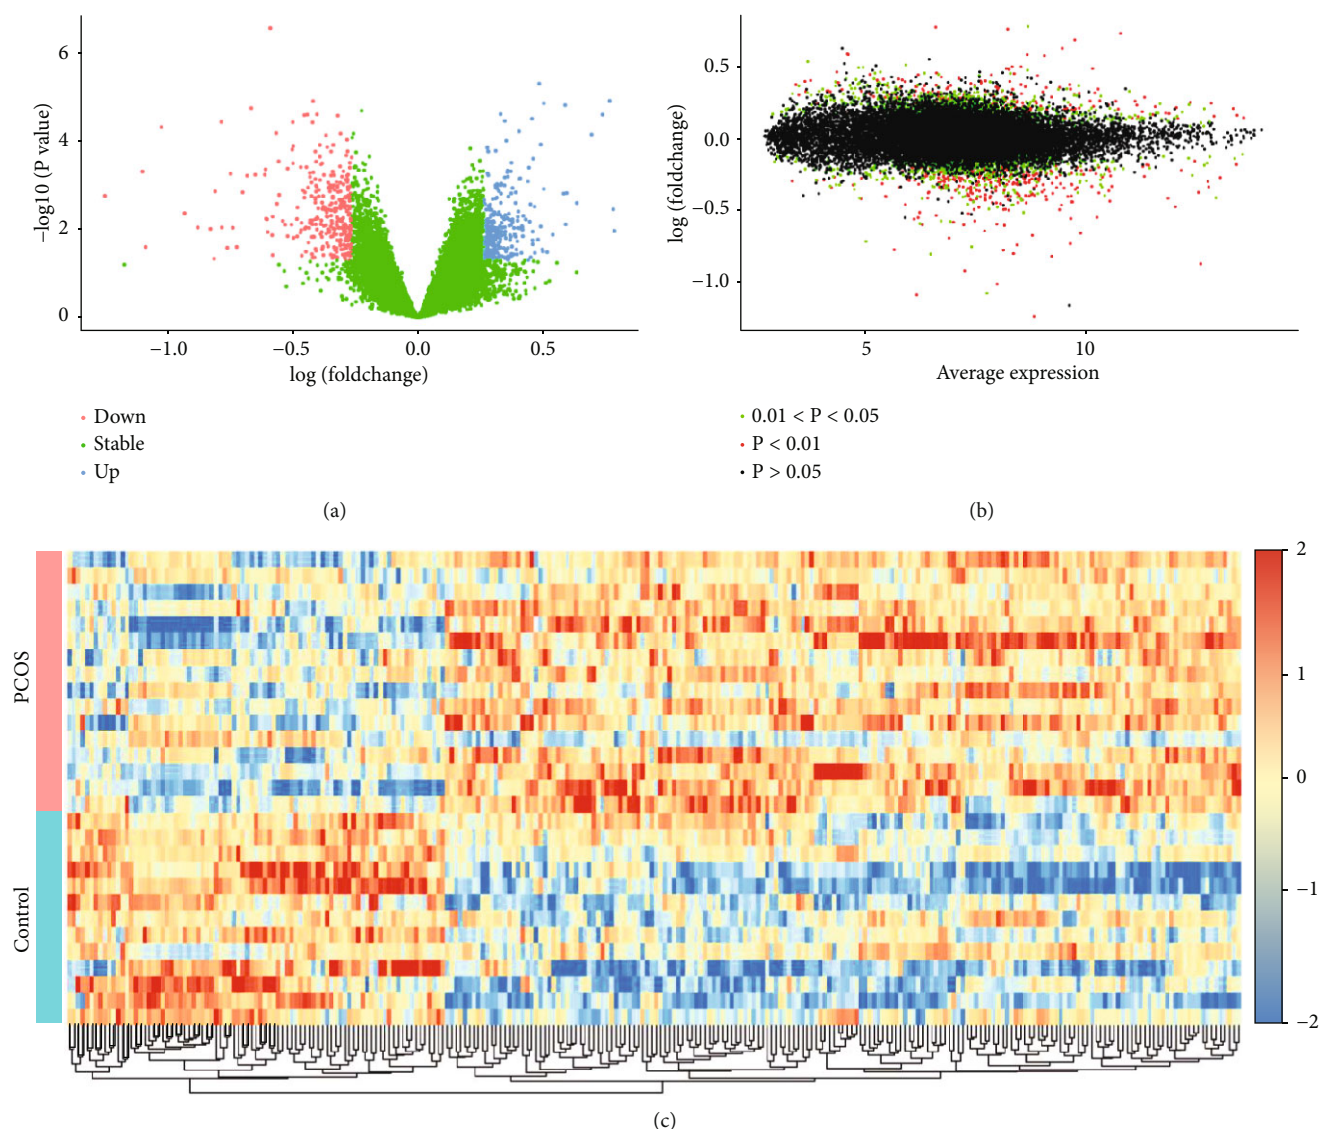 6
4
2
0
−log10 (P value)
−1.0 −0.5 0.0 0.5
log (foldchange)
Down
Stable
Up
(a)
0.5
0.0
−0.5
−1.0
log (foldchange)
5 10
Average expression
0.01 < P < 0.05
P < 0.01
P > 0.05
(b)
PCOS
Control
2
1
0
−1
−2
(c)